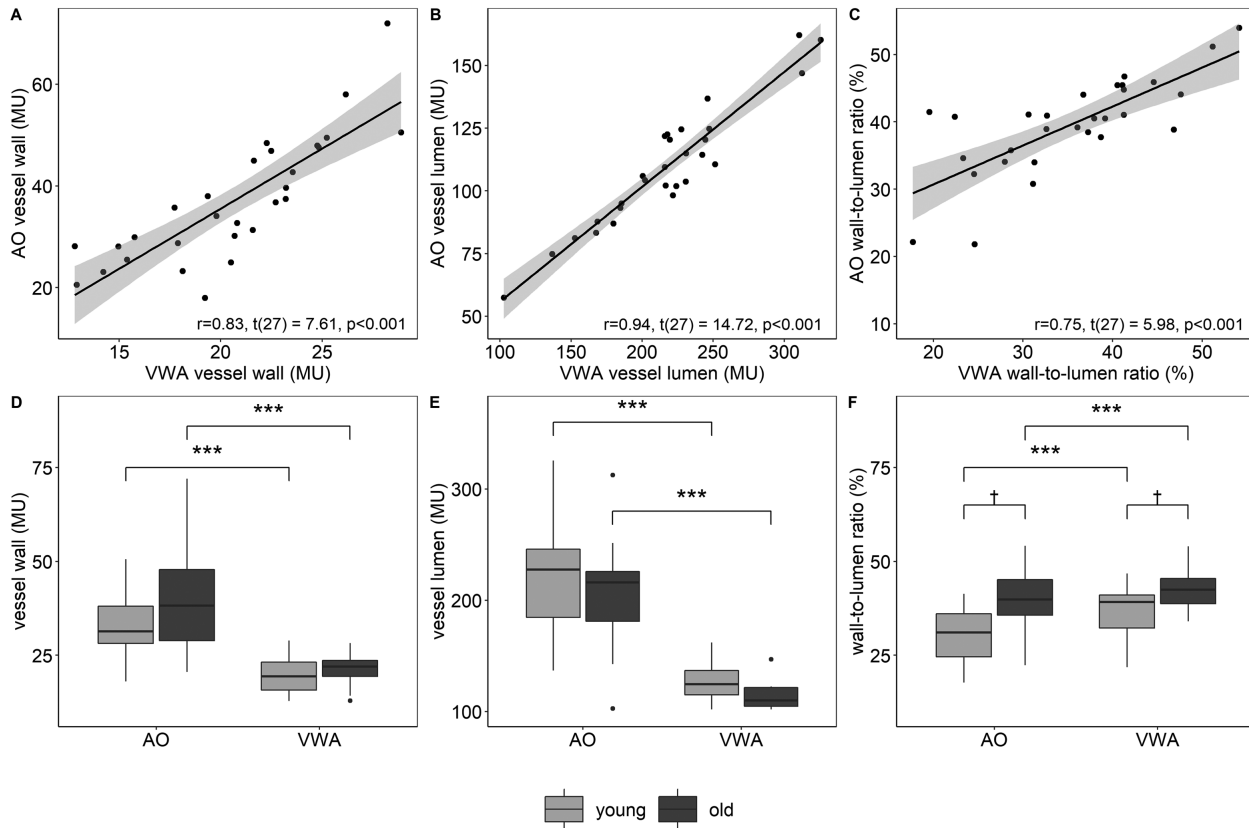 A
AO vessel wall (MU)
60
40
20
15
20
25
VWA vessel wall (MU)
r=0.83, t(27) = 7.61, p<0.001
B
AO vessel lumen (MU)
150
125
100
75
50
100
150
200
250
300
VWA vessel lumen (MU)
r=0.94, t(27) = 14.72, p<0.001
C
AO wall-to-lumen ratio (%)
50
40
30
20
10
20
30
40
50
VWA wall-to-lumen ratio (%)
r=0.75, t(27) = 5.98, p<0.001
D
vessel wall (MU)
75
50
25
***
***
AO
VWA
E
vessel lumen (MU)
300
200
100
***
***
AO
VWA
F
wall-to-lumen ratio (%)
75
50
25
***
***
†
†
AO
VWA
young
old